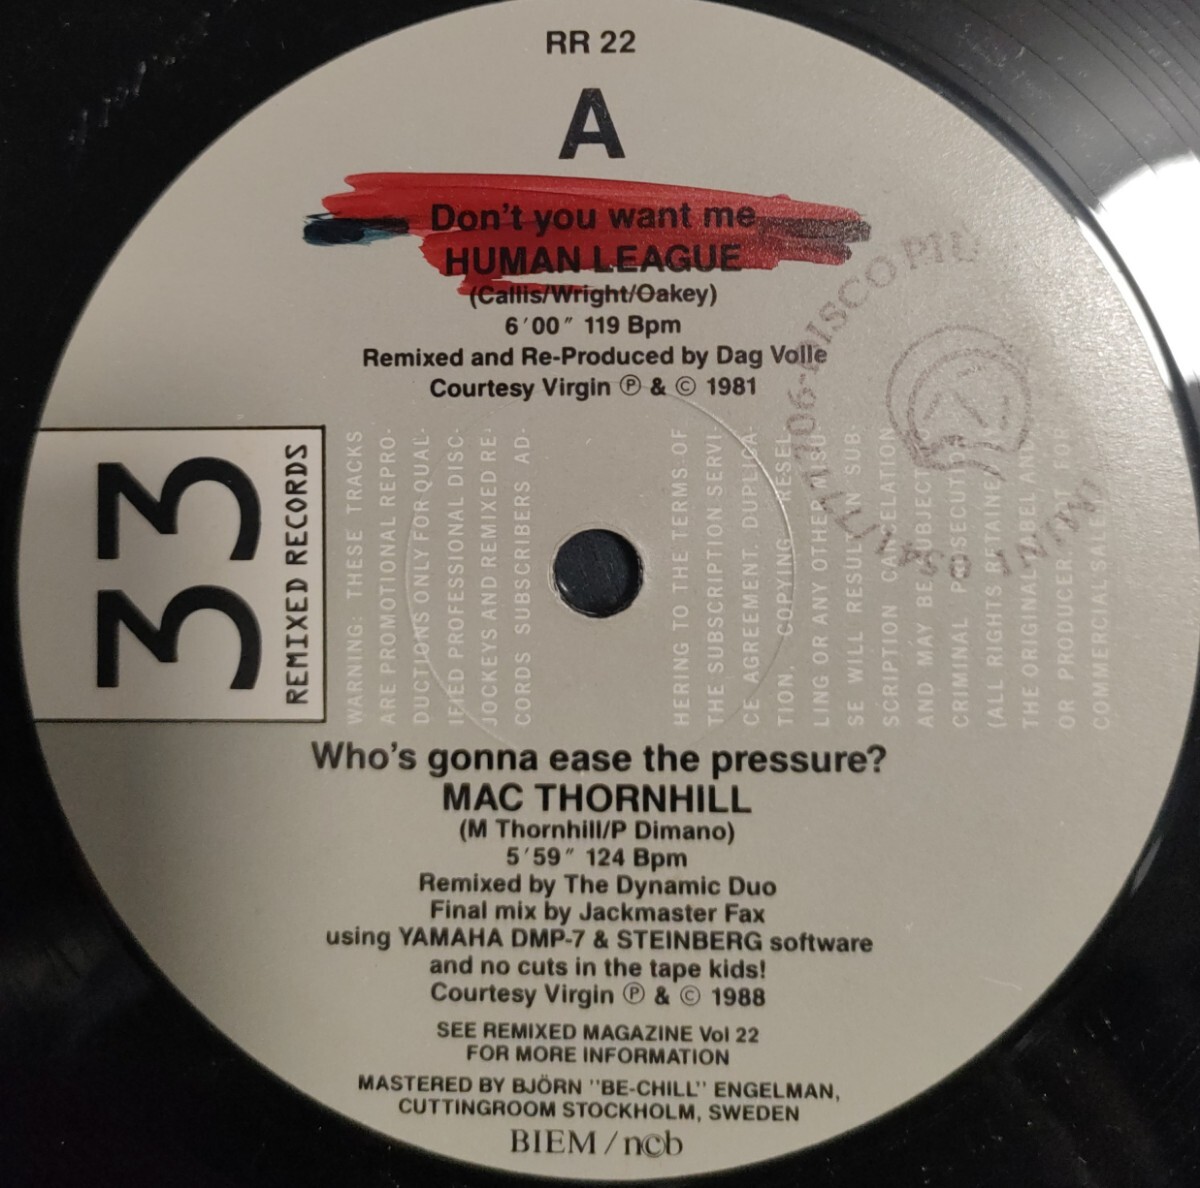 RR 22
A
Don't you want me
HUMAN LEAGUE
(Callis/Wright/Oakey)
6'00" 119 Bpm
Remixed and Re-Produced by Dag Volle
Courtesy Virgin Ⓟ & © 1981
33
REMIXED RECORDS
WARNING: THESE TRACKS
ARE PROMOTIONAL REPRO-
DUCTIONS ONLY FOR QUAL-
IFIED PROFESSIONAL DISC-
JOCKEYS AND REMIXED RE-
CORDS SUBSCRIBERS AD-
HERING TO THE TERMS OF
THE SUBSCRIPTION SERVI-
CE AGREEMENT. DUPLICA-
TION, COPYING, RESEL-
LING OR ANY OTHER MISU-
SE WILL RESULT IN SUB-
SCRIPTION CANCELATION
AND MAY BE SUBJECT
CRIMINAL PROSECUTION
(ALL RIGHTS RETAINED
THE ORIGINAL LABEL AND
OR PRODUCER NOT FOR
COMMERCIAL SALE
DISCO PIÙ
RIMINI 0541/
Who's gonna ease the pressure?
MAC THORNHILL
(M Thornhill/P Dimano)
5'59" 124 Bpm
Remixed by The Dynamic Duo
Final mix by Jackmaster Fax
using YAMAHA DMP-7 & STEINBERG software
and no cuts in the tape kids!
Courtesy Virgin Ⓟ & © 1988
SEE REMIXED MAGAZINE Vol 22
FOR MORE INFORMATION
MASTERED BY BJÖRN "BE-CHILL" ENGELMAN,
CUTTINGROOM STOCKHOLM, SWEDEN
BIEM/ncb